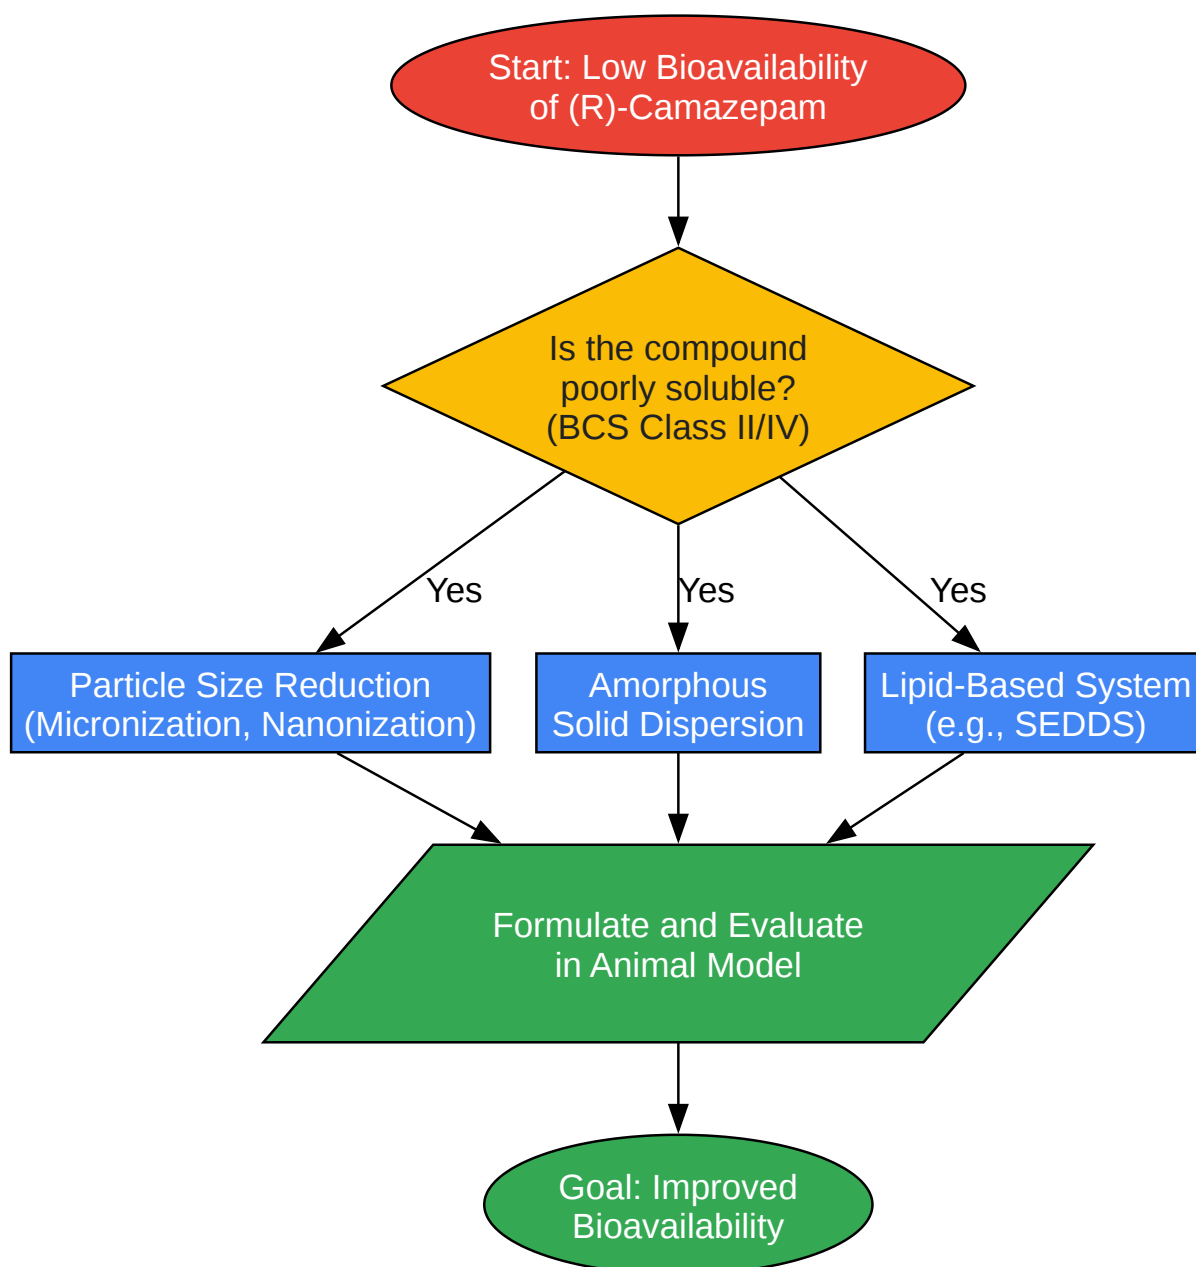 Start: Low Bioavailability
of (R)-Camazepam
Is the compound
poorly soluble?
(BCS Class II/IV)
Yes
Yes
Yes
Particle Size Reduction
(Micronization, Nanonization)
Amorphous
Solid Dispersion
Lipid-Based System
(e.g., SEDDS)
Formulate and Evaluate
in Animal Model
Goal: Improved
Bioavailability